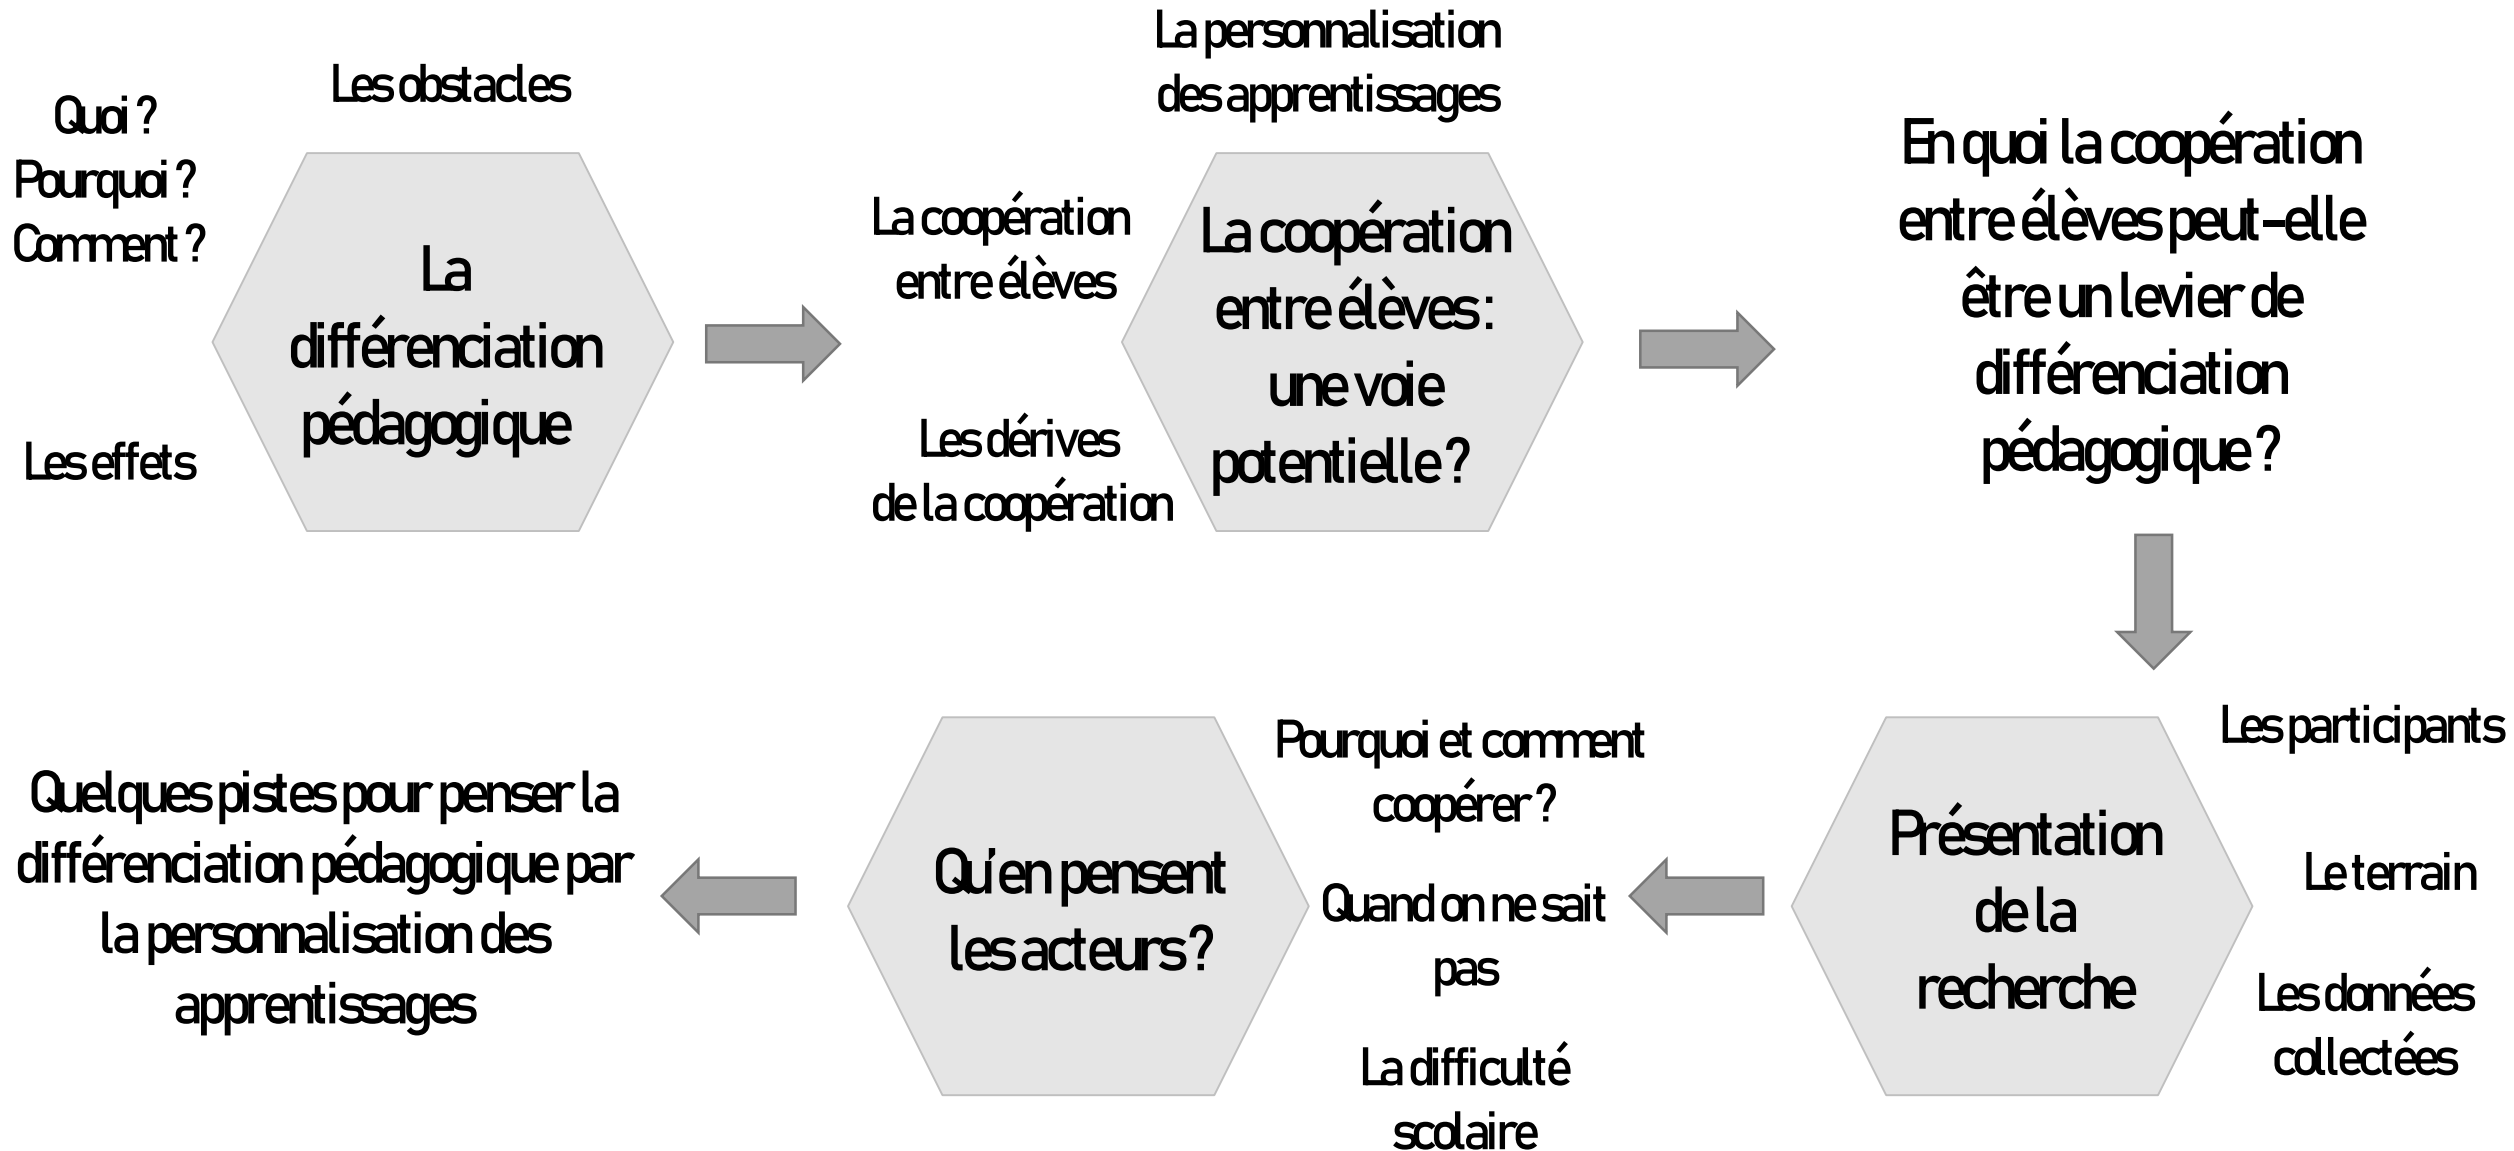 Quoi ?
Pourquoi ?
Comment ?
Les obstacles
Les effets
La
différenciation
pédagogique
La personnalisation
des apprentissages
La coopération
entre élèves
Les dérives
de la coopération
La coopération
entre élèves :
une voie
potentielle ?
En quoi la coopération
entre élèves peut-elle
être un levier de
différenciation
pédagogique ?
Les participants
Le terrain
Les données
collectées
Présentation
de la
recherche
Pourquoi et comment
coopérer ?
Quand on ne sait
pas
La difficulté
scolaire
Qu'en pensent
les acteurs ?
Quelques pistes pour penser la
différenciation pédagogique par
la personnalisation des
apprentissages